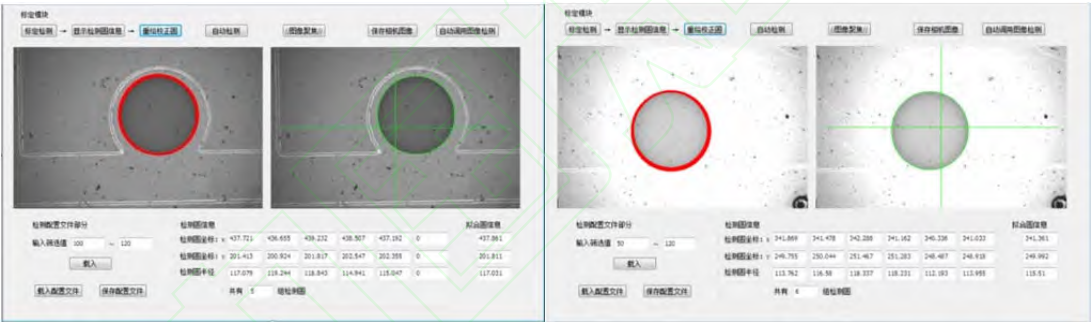 标定模块
标定检测 → 显示检测圆信息 → 重绘校正圆 自动检测 图像聚焦 保存相机图像 自动调用图像检测
检测配置文件部分 检测圆信息 拟合圆信息
输入筛选值 100 ~ 120 检测圆坐标：x 437.721 436.655 439.232 438.507 437.192 0 437.861
载入 检测圆坐标：y 201.413 200.924 201.817 202.547 202.355 0 201.811
检测圆半径 117.079 119.244 118.843 114.941 115.047 0 117.031
载入配置文件 保存配置文件 共有 5 组检测圆
标定模块
标定检测 → 显示检测圆信息 → 重绘校正圆 自动检测 图像聚焦 保存相机图像 自动调用图像检测
检测配置文件部分 检测圆信息 拟合圆信息
输入筛选值 50 ~ 120 检测圆坐标：x 341.869 341.478 342.288 341.162 340.336 341.033 341.361
载入 检测圆坐标：y 249.755 250.044 251.467 251.283 248.487 248.918 249.992
检测圆半径 113.762 116.58 118.337 118.231 112.193 113.955 115.51
载入配置文件 保存配置文件 共有 6 组检测圆